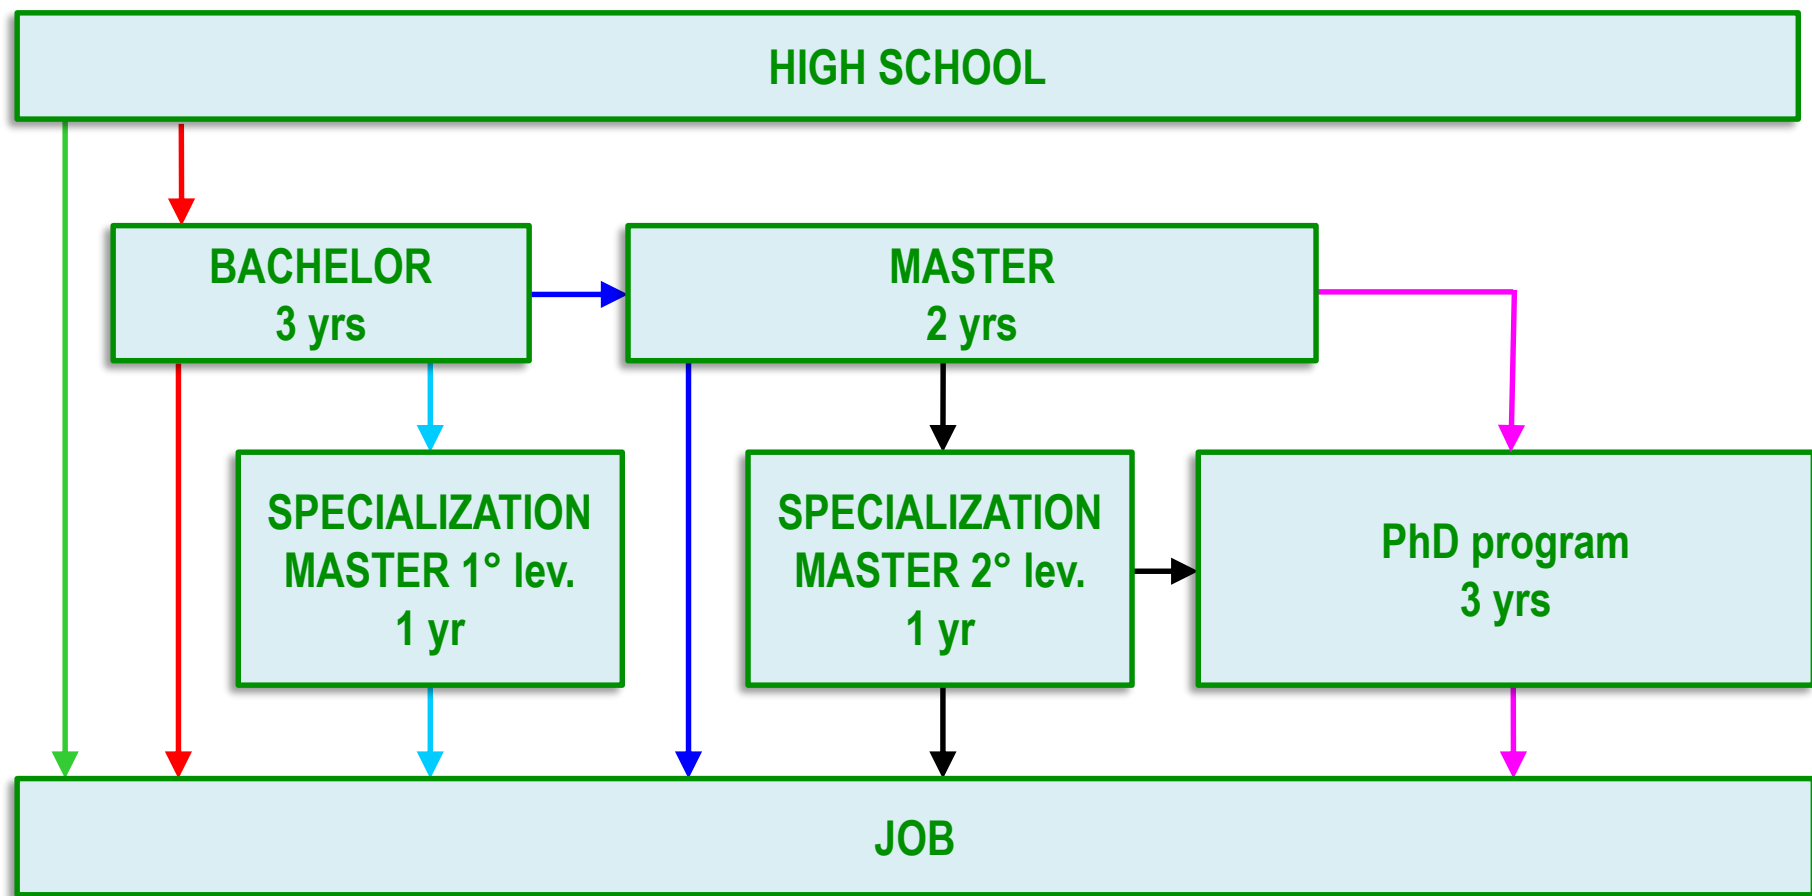 HIGH SCHOOL
BACHELOR
3 yrs
MASTER
2 yrs
SPECIALIZATION
MASTER 1° lev.
1 yr
SPECIALIZATION
MASTER 2° lev.
1 yr
PhD program
3 yrs
JOB